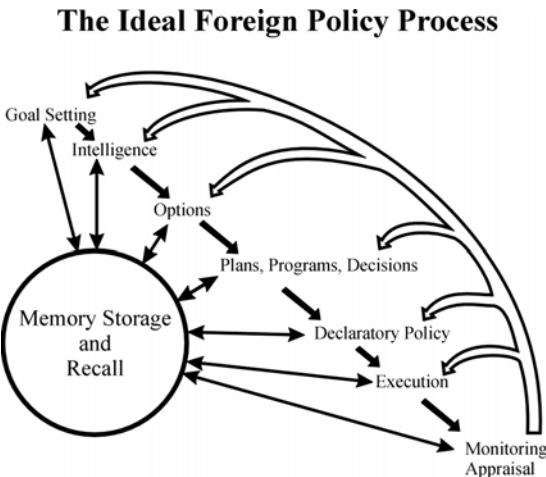 The Ideal Foreign Policy Process
Goal Setting
Intelligence
Options
Plans, Programs, Decisions
Memory Storage
and
Recall
Declaratory Policy
Execution
Monitoring
Appraisal